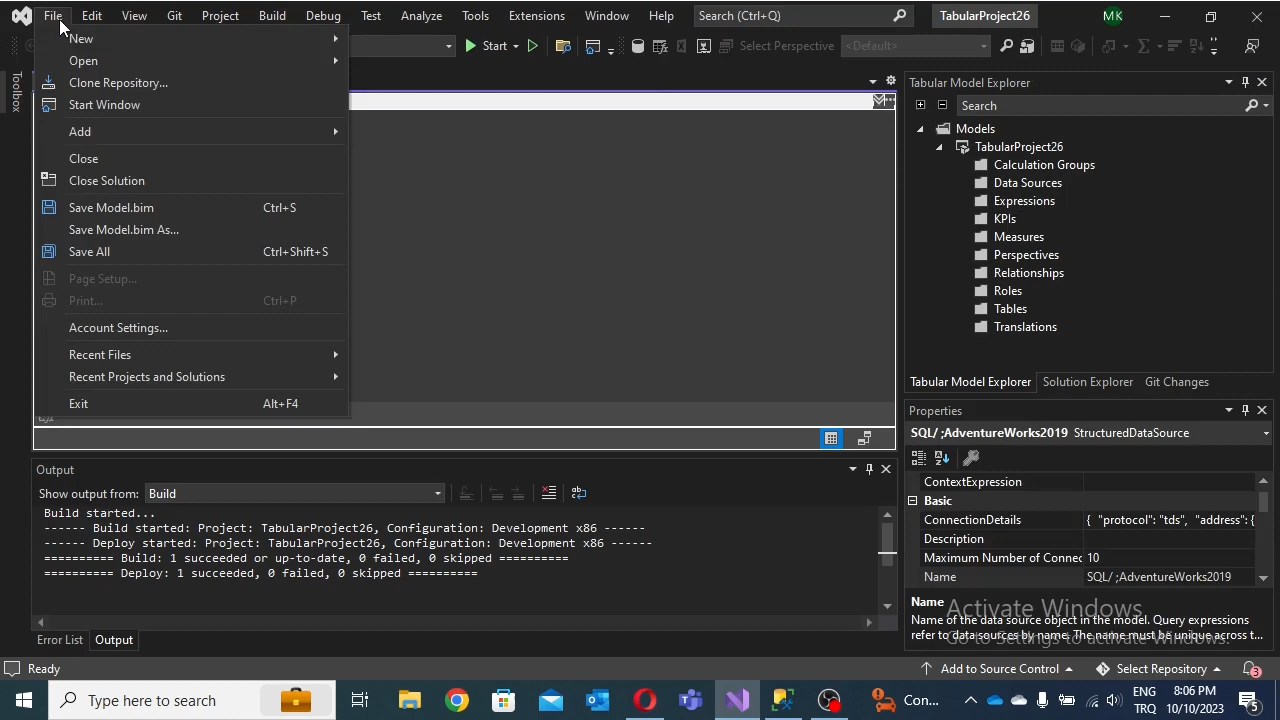 File Edit View Git Project Build Debug Test Analyze Tools Extensions Window Help Search (Ctrl+Q) TabularProject26 MK
Start Select Perspective <Default>
New
Open
Clone Repository...
Start Window
Add
Close
Close Solution
Save Model.bim Ctrl+S
Save Model.bim As...
Save All Ctrl+Shift+S
Page Setup...
Print... Ctrl+P
Account Settings...
Recent Files
Recent Projects and Solutions
Exit Alt+F4
Toolbox
Tabular Model Explorer
Search
Models
TabularProject26
Calculation Groups
Data Sources
Expressions
KPIs
Measures
Perspectives
Relationships
Roles
Tables
Translations
Tabular Model Explorer Solution Explorer Git Changes
Properties
SQL/ ;AdventureWorks2019 StructuredDataSource
ContextExpression
Basic
ConnectionDetails { "protocol": "tds", "address": {
Description
Maximum Number of Connec 10
Name SQL/ ;AdventureWorks2019
Name
Name of the data source object in the model. Query expressions
refer to data sources by name. The name must be unique across t...
Activate Windows
Go to Settings to activate Windows.
Output
Show output from: Build
Build started...
------ Build started: Project: TabularProject26, Configuration: Development x86 ------
------ Deploy started: Project: TabularProject26, Configuration: Development x86 ------
========== Build: 1 succeeded or up-to-date, 0 failed, 0 skipped ==========
========== Deploy: 1 succeeded, 0 failed, 0 skipped ==========
Error List Output
Ready Add to Source Control Select Repository 3
Type here to search Con... ENG 8:06 PM
TRQ 10/10/2023 5